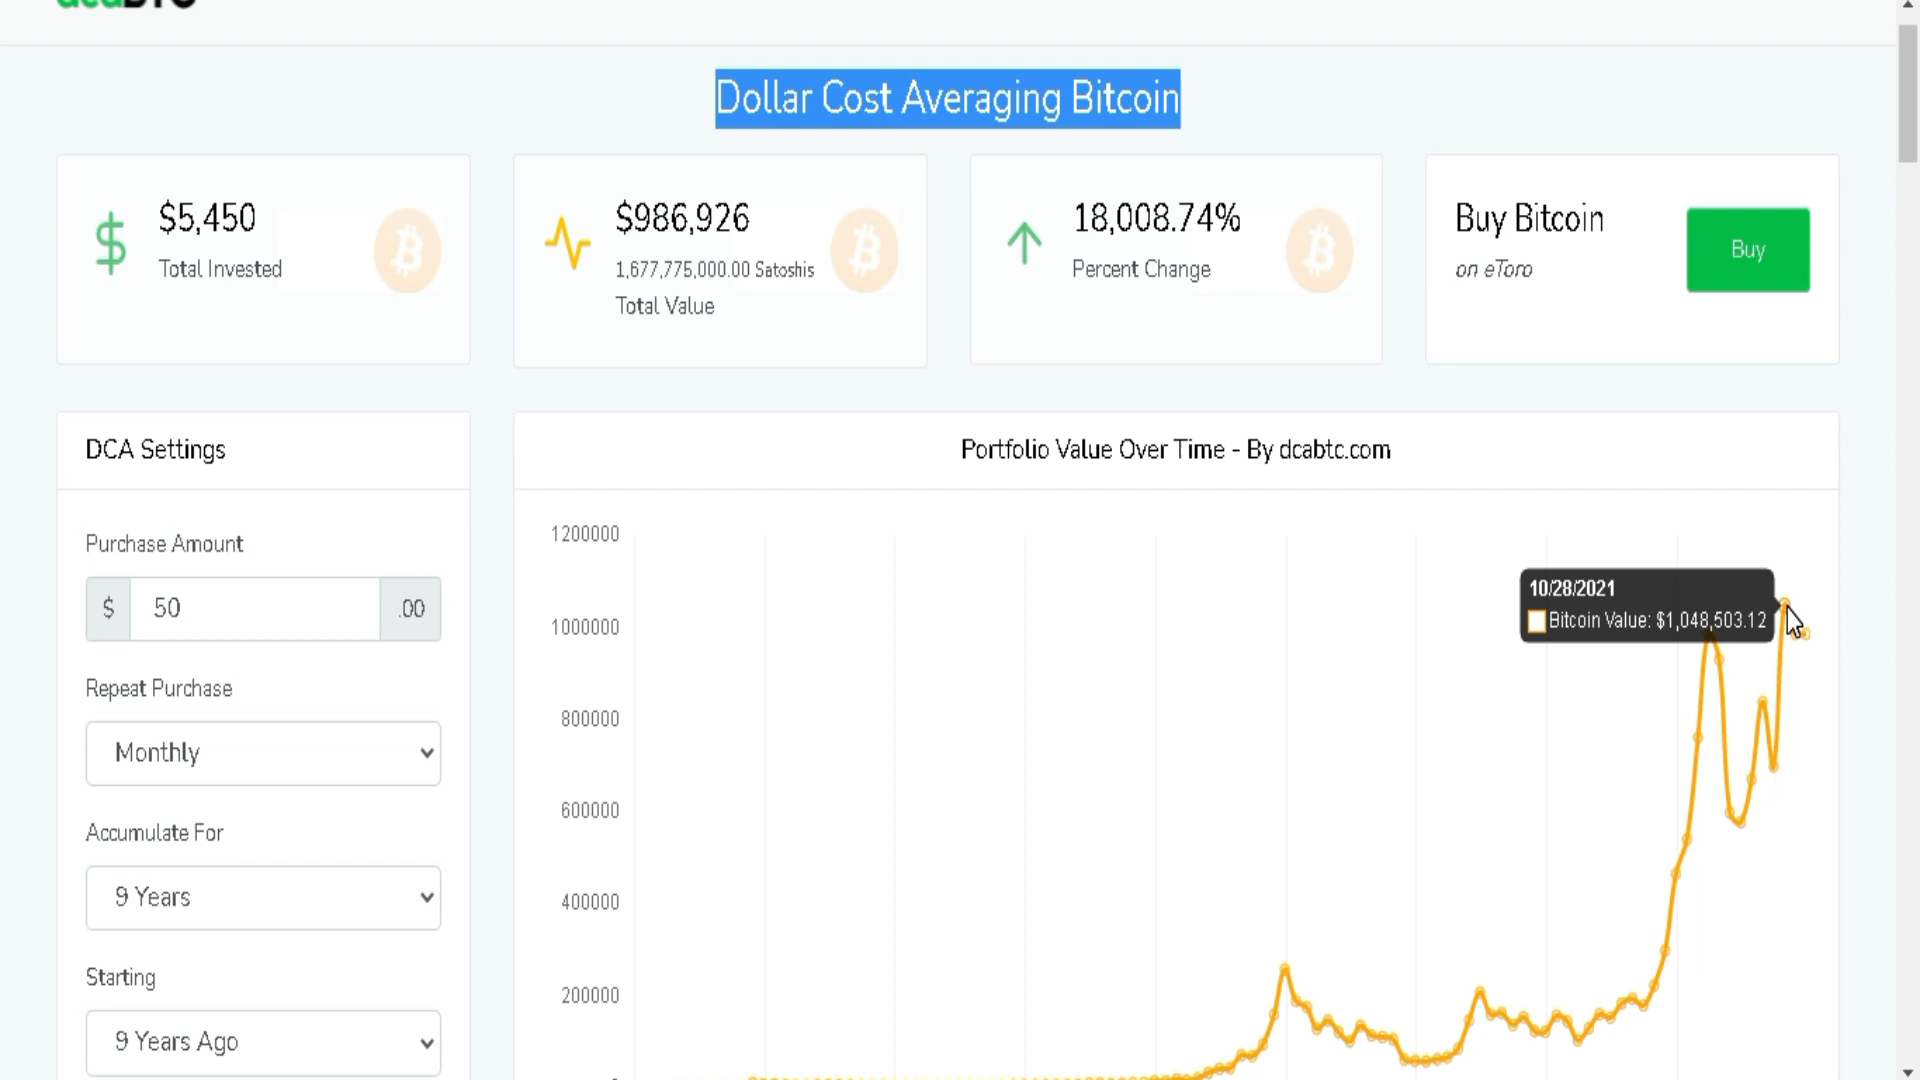 dcaBTC
Dollar Cost Averaging Bitcoin
$5,450
Total Invested
$986,926
1,677,775,000.00 Satoshis
Total Value
18,008.74%
Percent Change
Buy Bitcoin
on eToro
Buy
DCA Settings
Purchase Amount
$ 50 .00
Repeat Purchase
Monthly
Accumulate For
9 Years
Starting
9 Years Ago
Portfolio Value Over Time - By dcabtc.com
1200000
1000000
800000
600000
400000
200000
10/28/2021
Bitcoin Value: $1,048,503.12